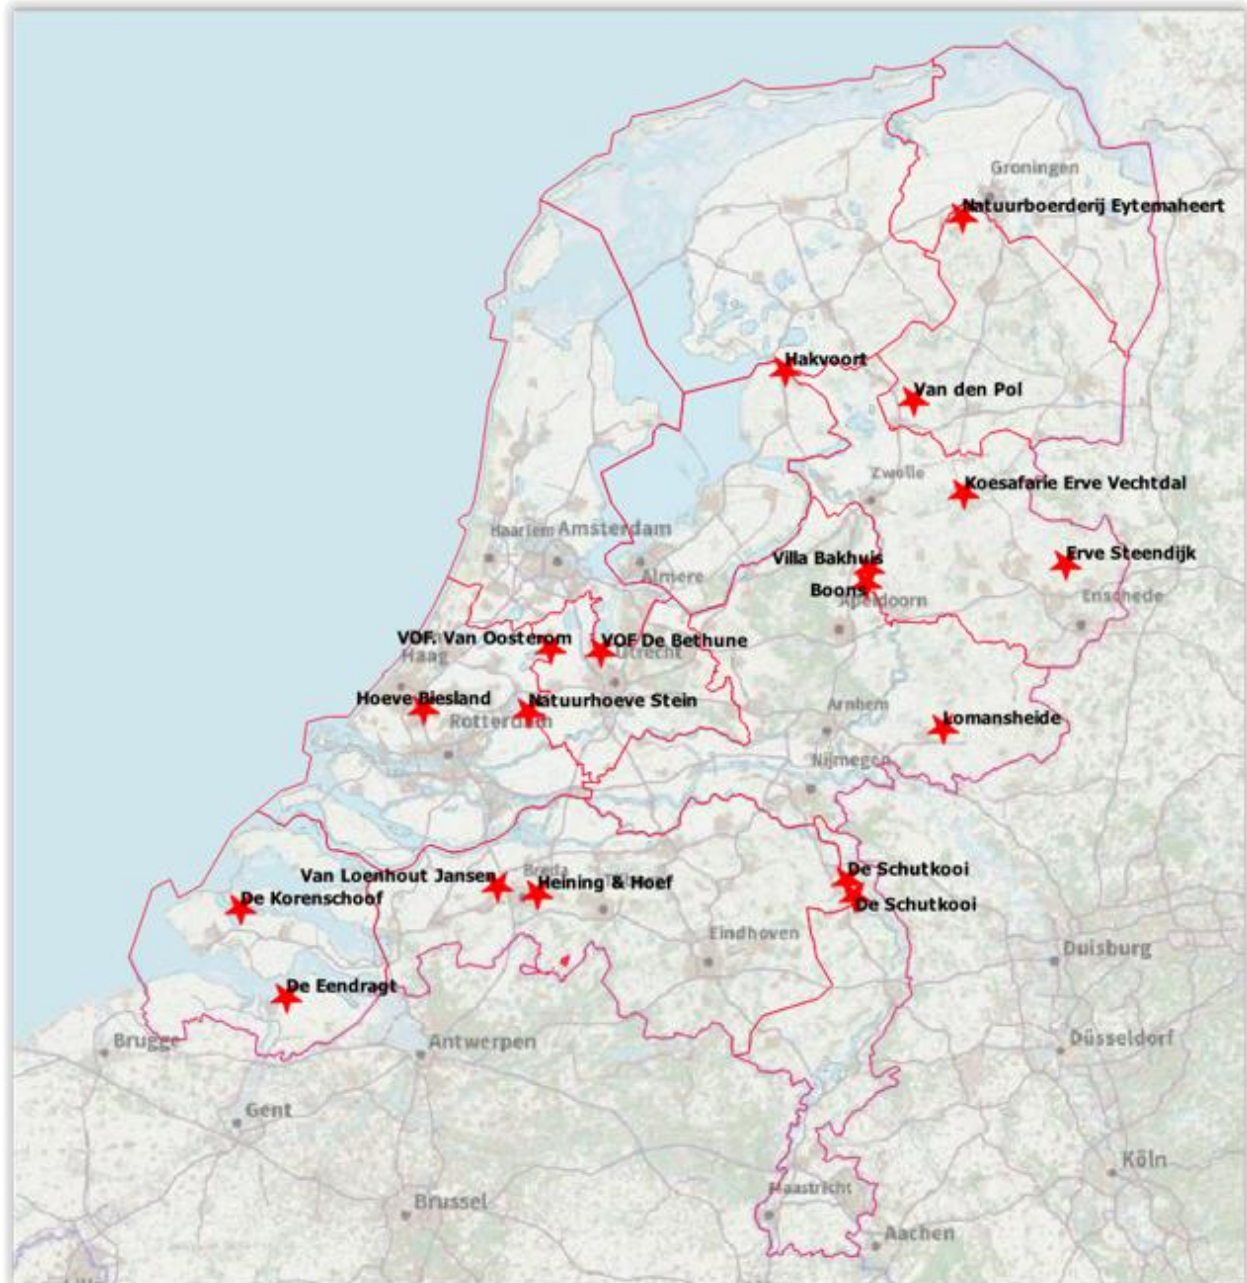 Groningen
Natuurboerderij Eytemaheert
Hakvoort
Van den Pol
Zwolle
Koesafarie Erve Vechtdal
Haarlem
Amsterdam
Almere
Villa Bakhuis
Erve Steendijk
Boons
Apeldoorn
Enschede
VOF. Van Oosterom
VOF De Bethune
Haag
Utrecht
Hoeve Biesland
Natuurhoeve Stein
Rotterdam
Arnhem
Lomansheide
Nijmegen
Van Loenhout Jansen
Breda
De Schutkooi
Heining & Hoef
De Korenschoof
De Schutkooi
Eindhoven
Duisburg
De Eendragt
Brugge
Antwerpen
Düsseldorf
Gent
Köln
Maastricht
Brussel
Aachen